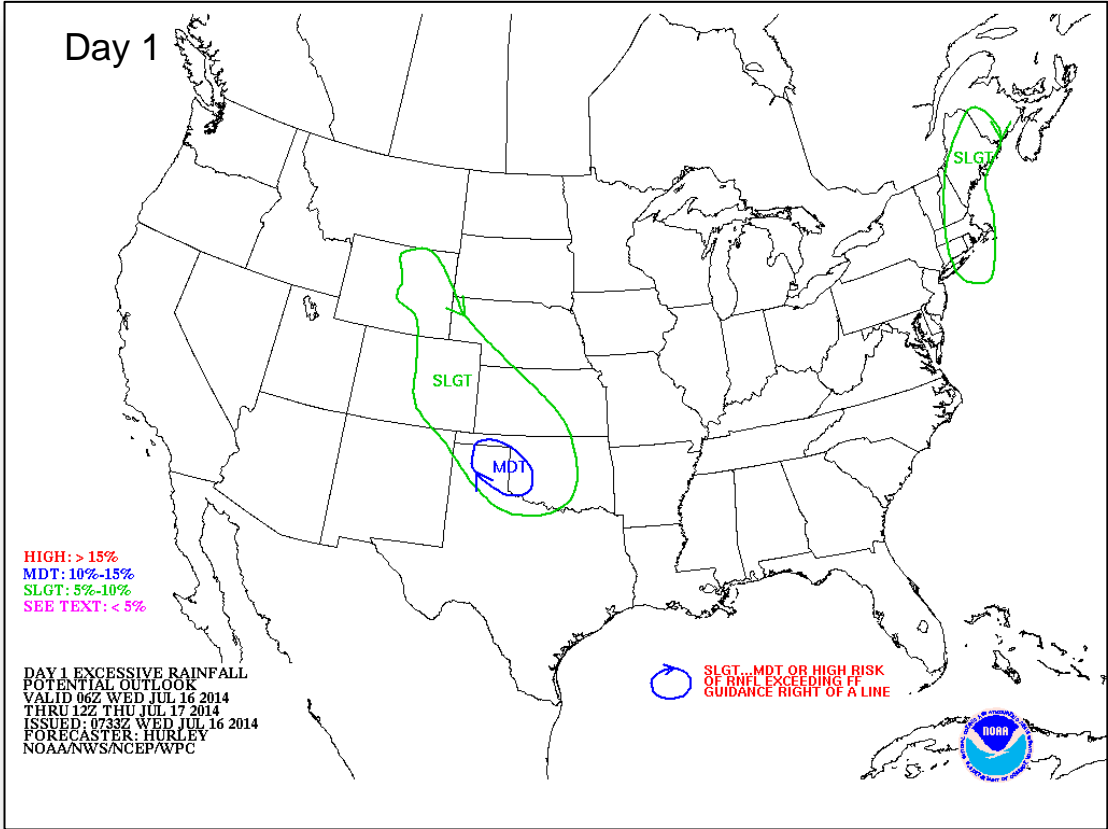 Day 1
SLGT
SLGT
MDT
HIGH: > 15%
MDT: 10%-15%
SLGT: 5%-10%
SEE TEXT: < 5%
DAY 1 EXCESSIVE RAINFALL
POTENTIAL OUTLOOK
VALID 06Z WED JUL 16 2014
THRU 12Z THU JUL 17 2014
ISSUED: 0733Z WED JUL 16 2014
FORECASTER: HURLEY
NOAA/NWS/NCEP/WPC
SLGT...MDT OR HIGH RISK
OF RNFL EXCEEDING FF
GUIDANCE RIGHT OF A LINE
NOAA